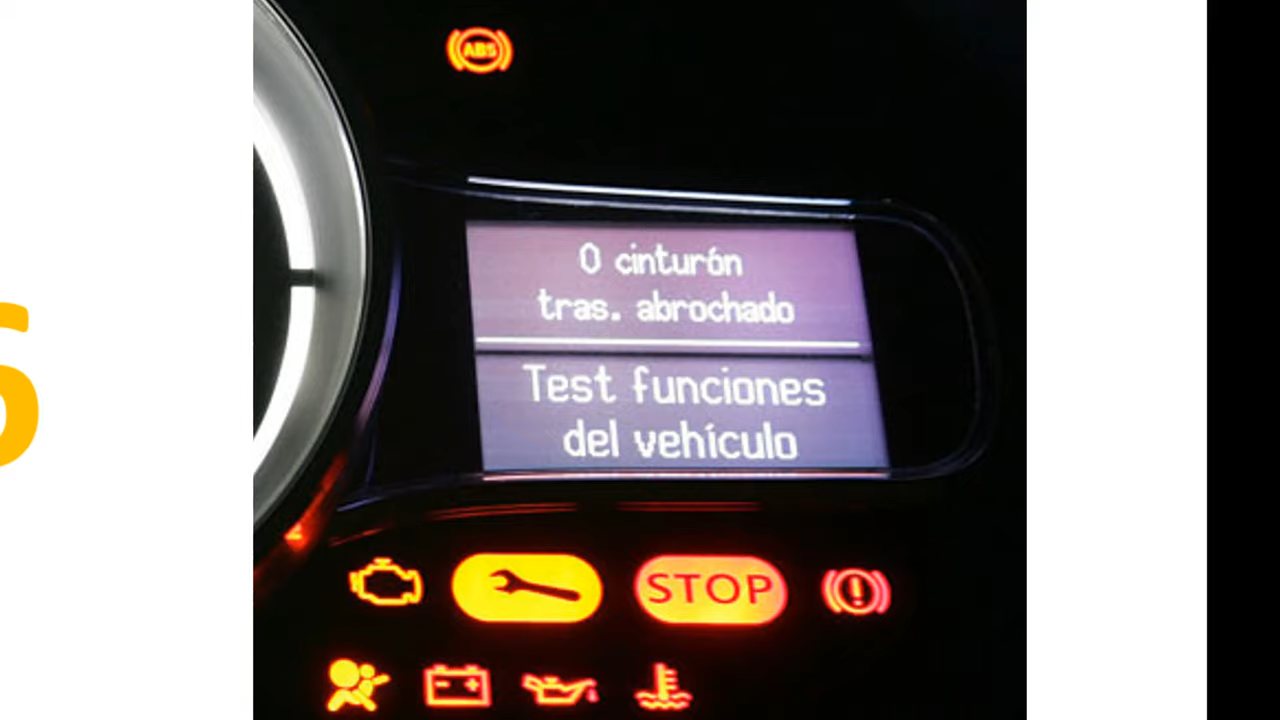 ABS
0 cinturón
tras. abrochado
Test funciones
del vehículo
STOP